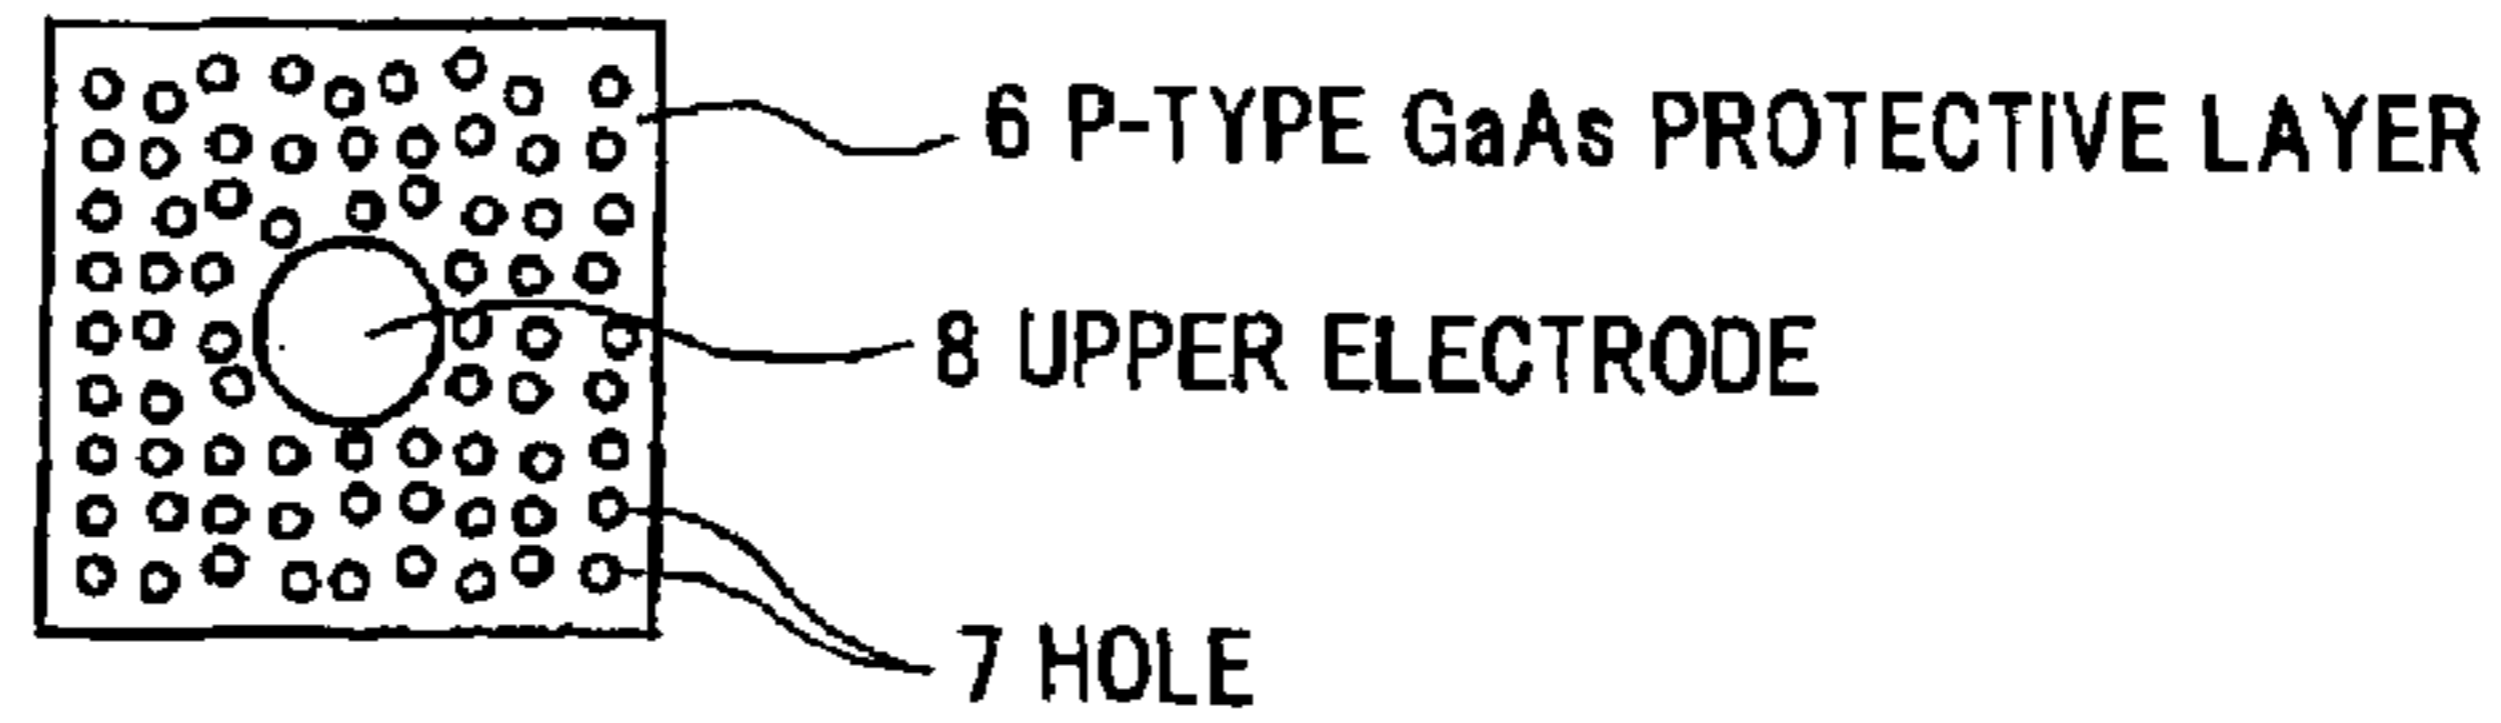 6 P-TYPE GaAs PROTECTIVE LAYER
8 UPPER ELECTRODE
7 HOLE